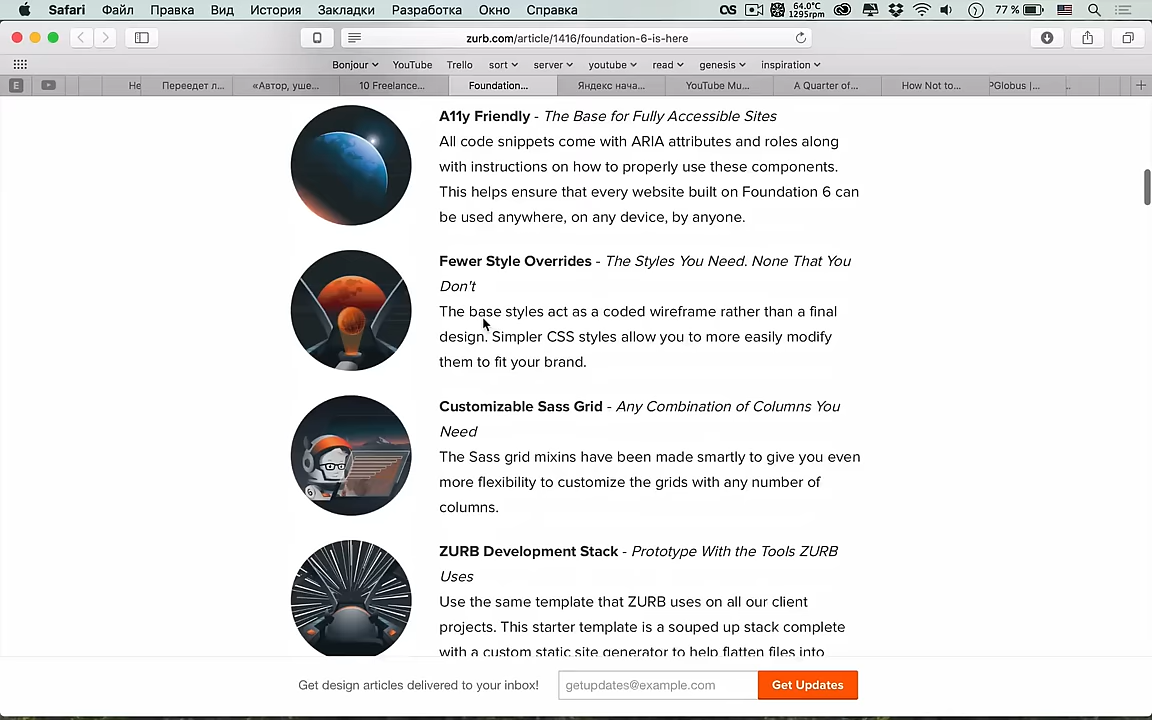 Safari Файл Правка Вид История Закладки Разработка Окно Справка 64.0°C 1295rpm 77 %
zurb.com/article/1416/foundation-6-is-here
Bonjour YouTube Trello sort server youtube read genesis inspiration
Не Переедет л... «Автор, уше... 10 Freelance... Foundation... Яндекс нача... YouTube Mu... A Quarter of... How Not to... PGlobus |...
A11y Friendly - The Base for Fully Accessible Sites
All code snippets come with ARIA attributes and roles along
with instructions on how to properly use these components.
This helps ensure that every website built on Foundation 6 can
be used anywhere, on any device, by anyone.
Fewer Style Overrides - The Styles You Need. None That You
Don't
The base styles act as a coded wireframe rather than a final
design. Simpler CSS styles allow you to more easily modify
them to fit your brand.
Customizable Sass Grid - Any Combination of Columns You
Need
The Sass grid mixins have been made smartly to give you even
more flexibility to customize the grids with any number of
columns.
ZURB Development Stack - Prototype With the Tools ZURB
Uses
Use the same template that ZURB uses on all our client
projects. This starter template is a souped up stack complete
with a custom static site generator to help flatten files into
Get design articles delivered to your inbox! getupdates@example.com Get Updates